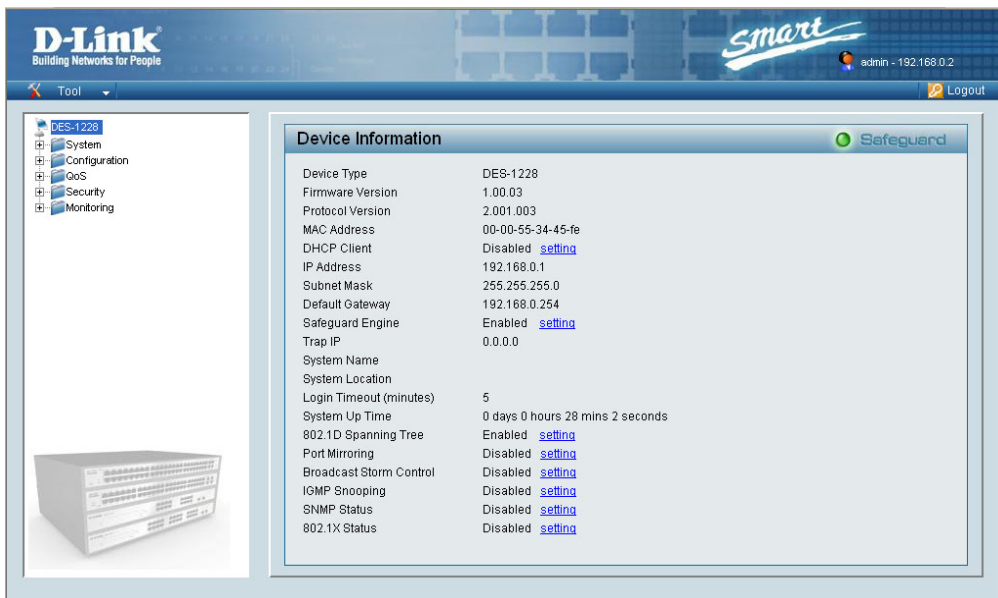 D-Link
Building Networks for People
smart
admin - 192.168.0.2
Tool
Logout
DES-1228
System
Configuration
QoS
Security
Monitoring
Device Information
Safeguard
Device Type DES-1228
Firmware Version 1.00.03
Protocol Version 2.001.003
MAC Address 00-00-55-34-45-fe
DHCP Client Disabled setting
IP Address 192.168.0.1
Subnet Mask 255.255.255.0
Default Gateway 192.168.0.254
Safeguard Engine Enabled setting
Trap IP 0.0.0.0
System Name
System Location
Login Timeout (minutes) 5
System Up Time 0 days 0 hours 28 mins 2 seconds
802.1D Spanning Tree Enabled setting
Port Mirroring Disabled setting
Broadcast Storm Control Disabled setting
IGMP Snooping Disabled setting
SNMP Status Disabled setting
802.1X Status Disabled setting